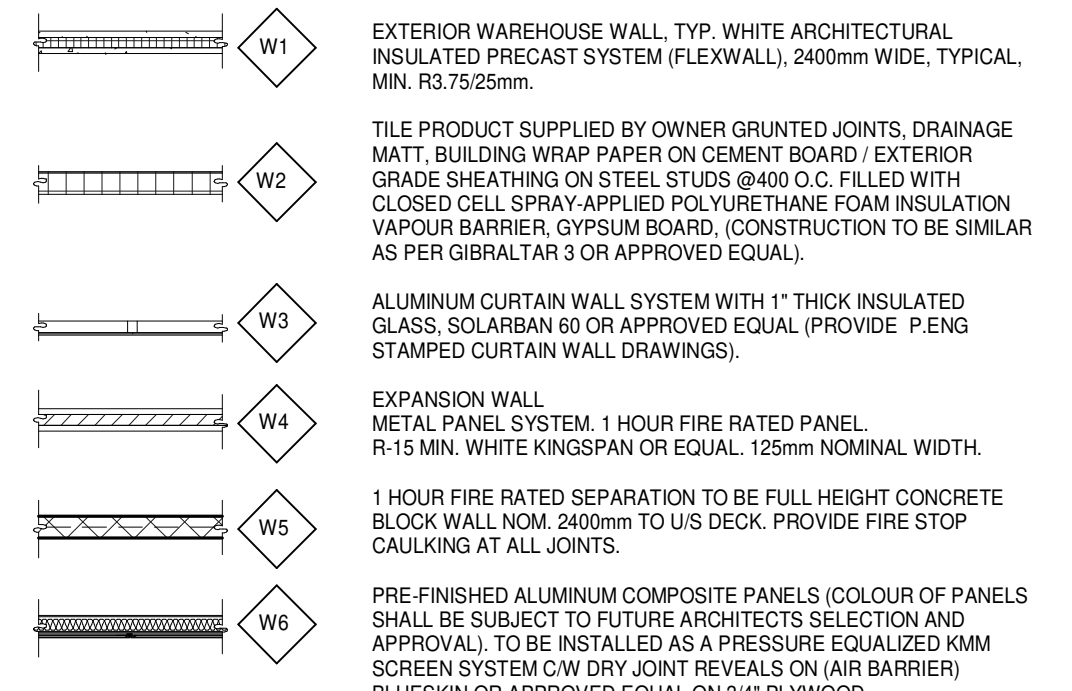 W1
EXTERIOR WAREHOUSE WALL, TYP. WHITE ARCHITECTURAL
INSULATED PRECAST SYSTEM (FLEXWALL), 2400mm WIDE, TYPICAL,
MIN. R3.75/25mm.
W2
TILE PRODUCT SUPPLIED BY OWNER GRUNTED JOINTS, DRAINAGE
MATT, BUILDING WRAP PAPER ON CEMENT BOARD / EXTERIOR
GRADE SHEATHING ON STEEL STUDS @400 O.C. FILLED WITH
CLOSED CELL SPRAY-APPLIED POLYURETHANE FOAM INSULATION
VAPOUR BARRIER, GYPSUM BOARD, (CONSTRUCTION TO BE SIMILAR
AS PER GIBRALTAR 3 OR APPROVED EQUAL).
W3
ALUMINUM CURTAIN WALL SYSTEM WITH 1" THICK INSULATED
GLASS, SOLARBAN 60 OR APPROVED EQUAL (PROVIDE P.ENG
STAMPED CURTAIN WALL DRAWINGS).
W4
EXPANSION WALL
METAL PANEL SYSTEM. 1 HOUR FIRE RATED PANEL.
R-15 MIN. WHITE KINGSPAN OR EQUAL. 125mm NOMINAL WIDTH.
W5
1 HOUR FIRE RATED SEPARATION TO BE FULL HEIGHT CONCRETE
BLOCK WALL NOM. 2400mm TO U/S DECK. PROVIDE FIRE STOP
CAULKING AT ALL JOINTS.
W6
PRE-FINISHED ALUMINUM COMPOSITE PANELS (COLOUR OF PANELS
SHALL BE SUBJECT TO FUTURE ARCHITECTS SELECTION AND
APPROVAL). TO BE INSTALLED AS A PRESSURE EQUALIZED KMM
SCREEN SYSTEM C/W DRY JOINT REVEALS ON (AIR BARRIER)
BLUESKIN OR APPROVED EQUAL ON 3/4" PLYWOOD